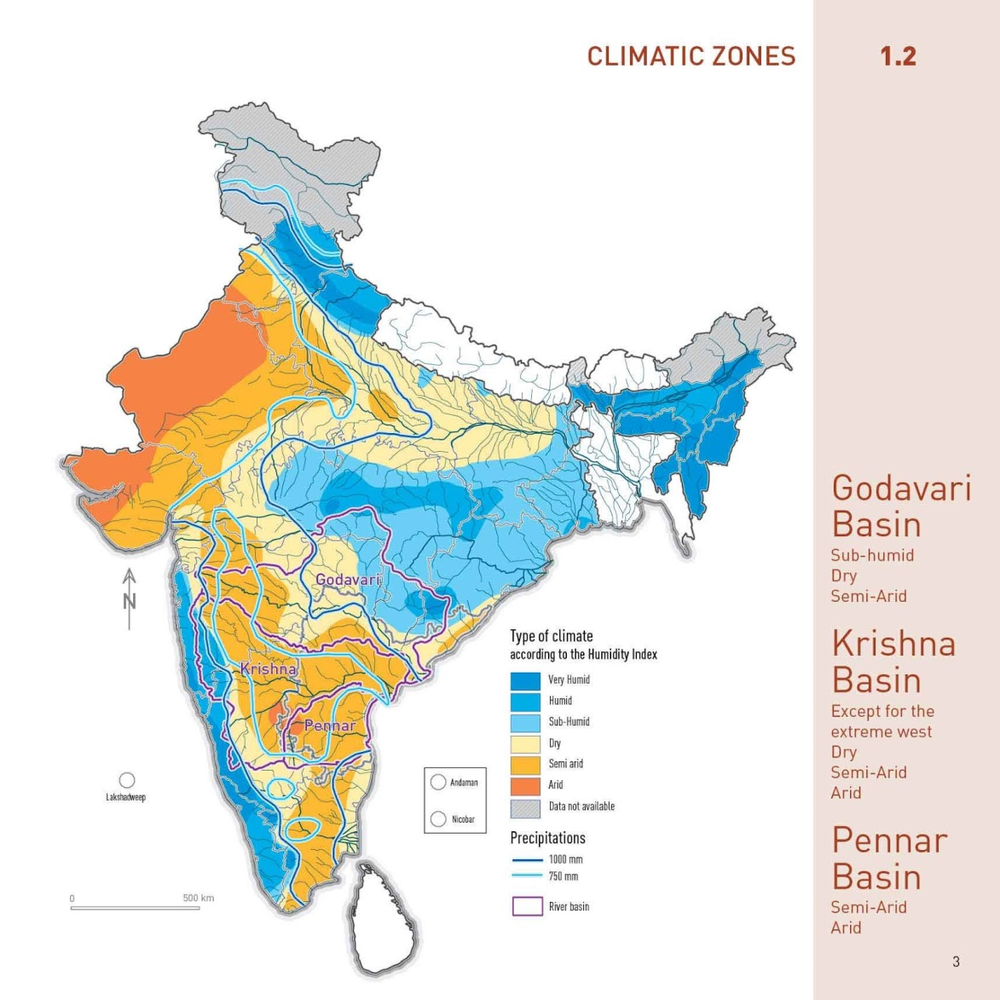 CLIMATIC ZONES
1.2
Godavari
Krishna
Pennar
N
Lakshadweep
0 500 km
Andaman
Nicobar
Type of climate
according to the Humidity Index
Very Humid
Humid
Sub-Humid
Dry
Semi arid
Arid
Data not available
Precipitations
1000 mm
750 mm
River basin
Godavari
Basin
Sub-humid
Dry
Semi-Arid
Krishna
Basin
Except for the
extreme west
Dry
Semi-Arid
Arid
Pennar
Basin
Semi-Arid
Arid
3